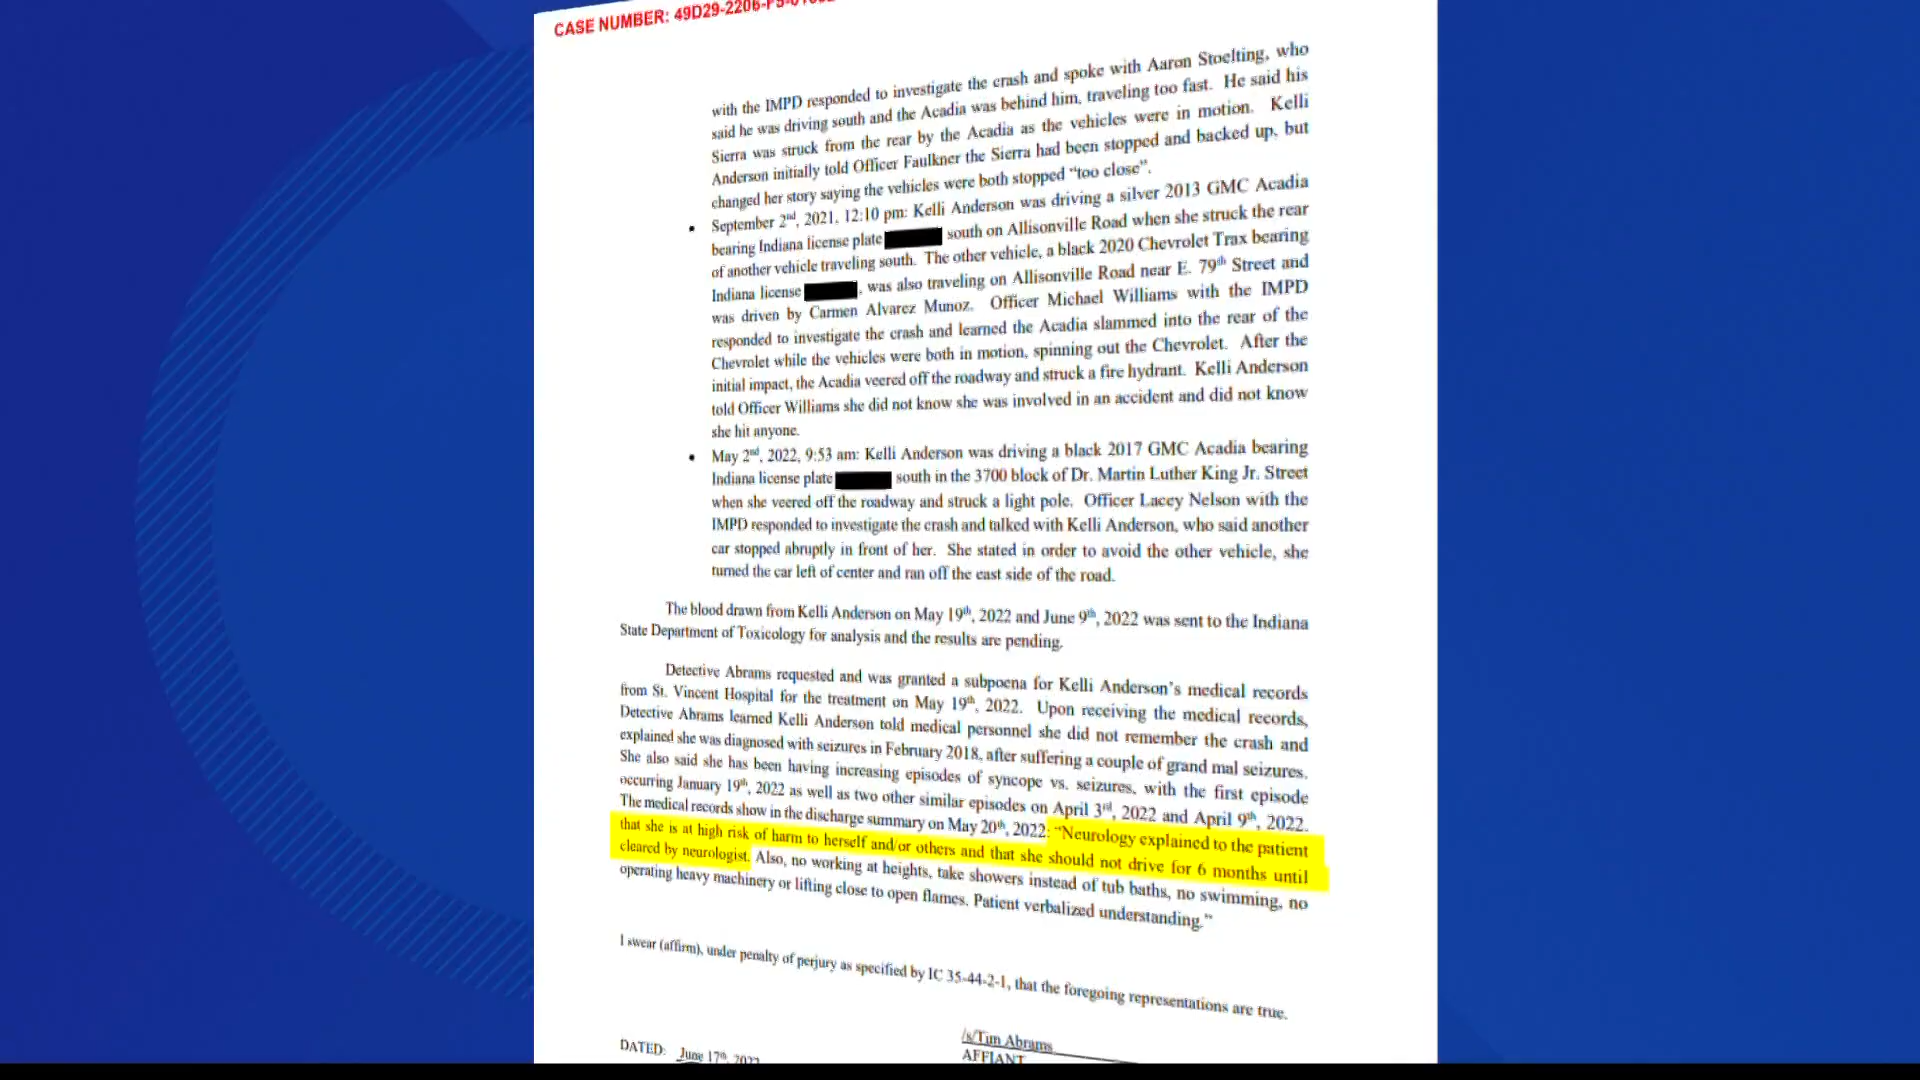 CASE NUMBER: 49D29-2206-F5-
with the IMPD responded to investigate the crash and spoke with Aaron Stoelting, who
said he was driving south and the Acadia was behind him, traveling too fast. He said his
Sierra was struck from the rear by the Acadia as the vehicles were in motion. Kelli
Anderson initially told Officer Faulkner the Sierra had been stopped and backed up, but
changed her story saying the vehicles were both stopped “too close”.
• September 2nd, 2021, 12:10 pm: Kelli Anderson was driving a silver 2013 GMC Acadia
bearing Indiana license plate south on Allisonville Road when she struck the rear
of another vehicle traveling south. The other vehicle, a black 2020 Chevrolet Trax bearing
Indiana license , was also traveling on Allisonville Road near E. 79th Street and
was driven by Carmen Alvarez Munoz. Officer Michael Williams with the IMPD
responded to investigate the crash and learned the Acadia slammed into the rear of the
Chevrolet while the vehicles were both in motion, spinning out the Chevrolet. After the
initial impact, the Acadia veered off the roadway and struck a fire hydrant. Kelli Anderson
told Officer Williams she did not know she was involved in an accident and did not know
she hit anyone.
• May 2nd, 2022, 9:53 am: Kelli Anderson was driving a black 2017 GMC Acadia bearing
Indiana license plate south in the 3700 block of Dr. Martin Luther King Jr. Street
when she veered off the roadway and struck a light pole. Officer Lacey Nelson with the
IMPD responded to investigate the crash and talked with Kelli Anderson, who said another
car stopped abruptly in front of her. She stated in order to avoid the other vehicle, she
turned the car left of center and ran off the east side of the road.
The blood drawn from Kelli Anderson on May 19th, 2022 and June 9th, 2022 was sent to the Indiana
State Department of Toxicology for analysis and the results are pending.
Detective Abrams requested and was granted a subpoena for Kelli Anderson’s medical records
from St. Vincent Hospital for the treatment on May 19th, 2022. Upon receiving the medical records,
Detective Abrams learned Kelli Anderson told medical personnel she did not remember the crash and
explained she was diagnosed with seizures in February 2018, after suffering a couple of grand mal seizures.
She also said she has been having increasing episodes of syncope vs. seizures, with the first episode
occurring January 19th, 2022 as well as two other similar episodes on April 3rd, 2022 and April 9th, 2022.
The medical records show in the discharge summary on May 20th, 2022: “Neurology explained to the patient
that she is at high risk of harm to herself and/or others and that she should not drive for 6 months until
cleared by neurologist. Also, no working at heights, take showers instead of tub baths, no swimming, no
operating heavy machinery or lifting close to open flames. Patient verbalized understanding.”
I swear (affirm), under penalty of perjury as specified by IC 35-44-2-1, that the foregoing representations are true.
/s/Tim Abrams
DATED: June 17th, 2022
AFFIANT